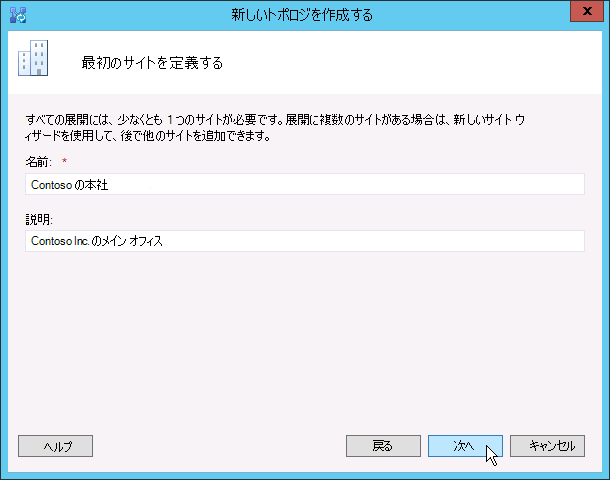 新しいトポロジを作成する
x
最初のサイトを定義する
すべての展開には、少なくとも 1つのサイトが必要です。展開に複数のサイトがある場合は、新しいサイト ウ
ィザードを使用して、後で他のサイトを追加できます。
名前: *
Contoso の本社
説明:
Contoso Inc. のメイン オフィス
ヘルプ 戻る 次へ キャンセル